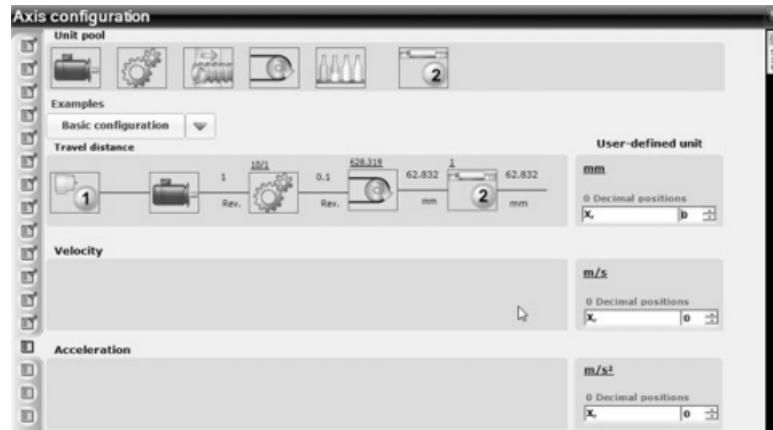 Axis configuration
Unit pool
2
Examples
Basic configuration
Travel distance
User-defined unit
1
1
Rev.
10/1
0.1
Rev.
628.319
62.832
mm
1
2
62.832
mm
mm
0 Decimal positions
X, 0
Velocity
m/s
0 Decimal positions
X, 0
Acceleration
m/s²
0 Decimal positions
X, 0